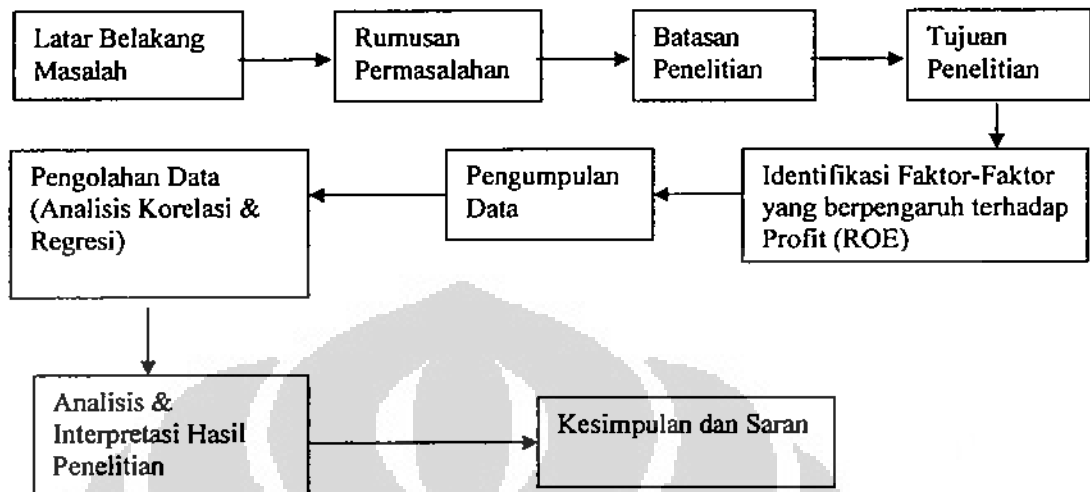 Latar Belakang
Masalah
Rumusan
Permasalahan
Batasan
Penelitian
Tujuan
Penelitian
Identifikasi Faktor-Faktor
yang berpengaruh terhadap
Profit (ROE)
Pengumpulan
Data
Pengolahan Data
(Analisis Korelasi &
Regresi)
Analisis &
Interpretasi Hasil
Penelitian
Kesimpulan dan Saran